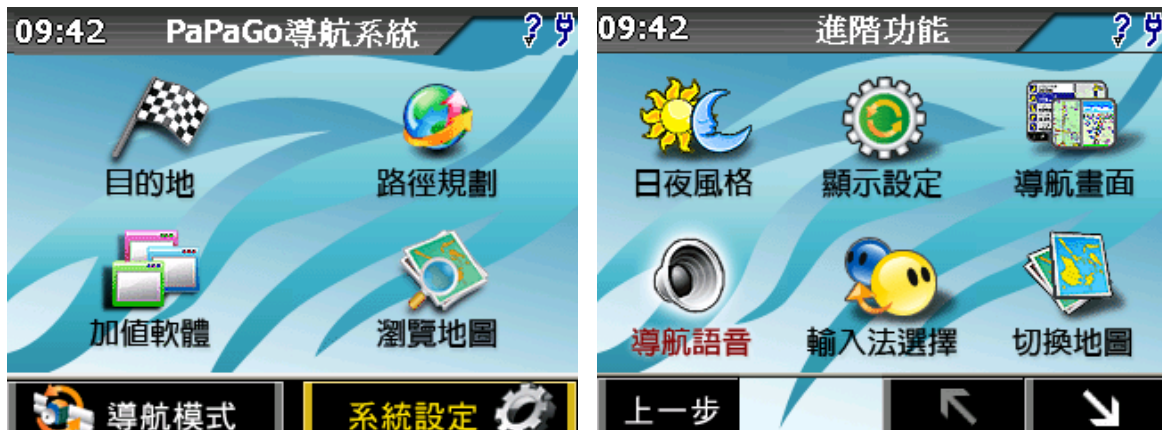 09:42 PaPaGo導航系統
目的地 路徑規劃
加值軟體 瀏覽地圖
導航模式 系統設定
09:42 進階功能
日夜風格 顯示設定 導航畫面
導航語音 輸入法選擇 切換地圖
上一步